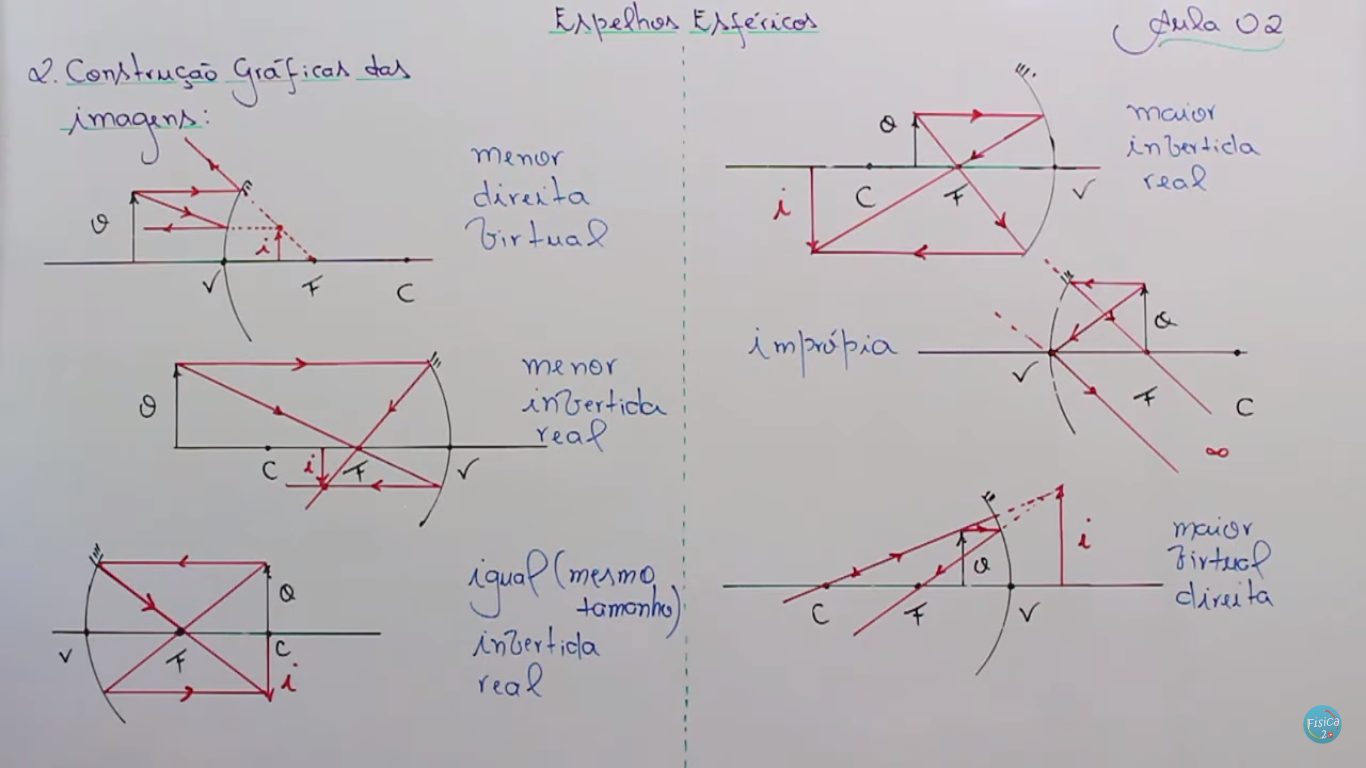 Espelhos Esféricos
Aula 02
2. Construção Gráficas das
imagens:
menor
direita
virtual
o
i
V
F
C
menor
invertida
real
o
C
i
F
V
igual (mesmo
tamanho)
invertida
real
o
V
F
C
i
maior
invertida
real
o
i
C
F
V
imprópia
o
V
F
C
∞
maior
virtual
direita
o
i
C
F
V
Física
2.0